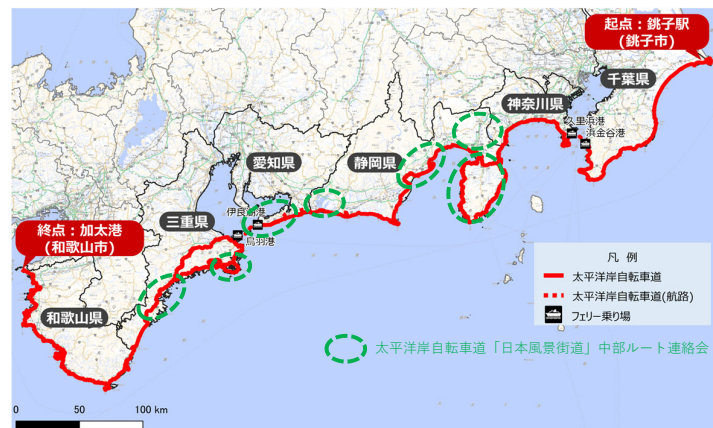 起点：銚子駅
(銚子市)
千葉県
神奈川県
久里浜港
浜金谷港
静岡県
愛知県
伊良湖港
鳥羽港
三重県
終点：加太港
(和歌山市)
和歌山県
凡 例
太平洋岸自転車道
太平洋岸自転車道(航路)
フェリー乗り場
太平洋岸自転車道「日本風景街道」中部ルート連絡会
0 50 100 km